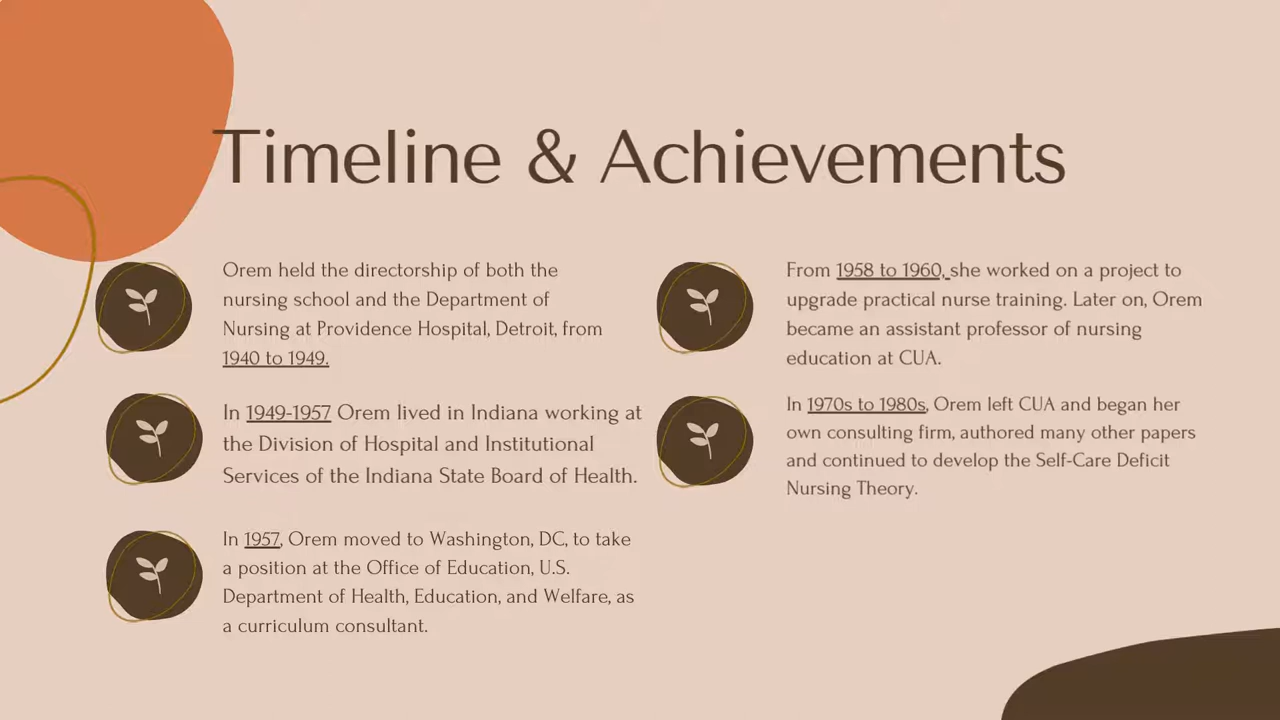 Timeline & Achievements
Orem held the directorship of both the
nursing school and the Department of
Nursing at Providence Hospital, Detroit, from
1940 to 1949.
In 1949-1957 Orem lived in Indiana working at
the Division of Hospital and Institutional
Services of the Indiana State Board of Health.
In 1957, Orem moved to Washington, DC, to take
a position at the Office of Education, U.S.
Department of Health, Education, and Welfare, as
a curriculum consultant.
From 1958 to 1960, she worked on a project to
upgrade practical nurse training. Later on, Orem
became an assistant professor of nursing
education at CUA.
In 1970s to 1980s, Orem left CUA and began her
own consulting firm, authored many other papers
and continued to develop the Self-Care Deficit
Nursing Theory.